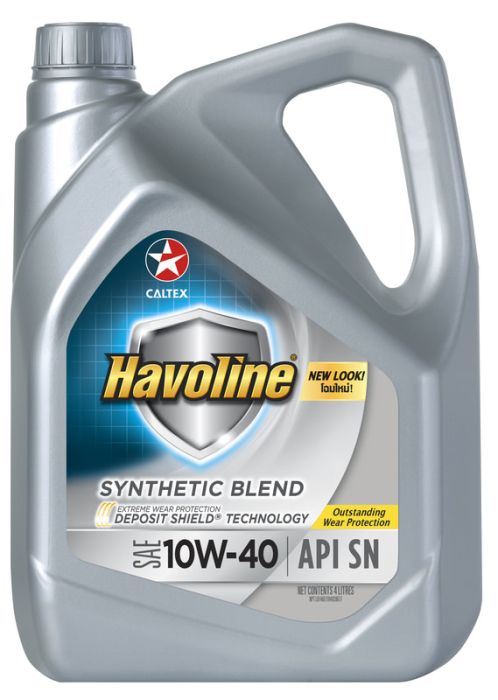 CALTEX
Havoline®
NEW LOOK!
โฉมใหม่!
SYNTHETIC BLEND
EXTREME WEAR PROTECTION
DEPOSIT SHIELD® TECHNOLOGY
Outstanding
Wear Protection
SAE 10W-40 API SN
NET CONTENTS 4 LITRES